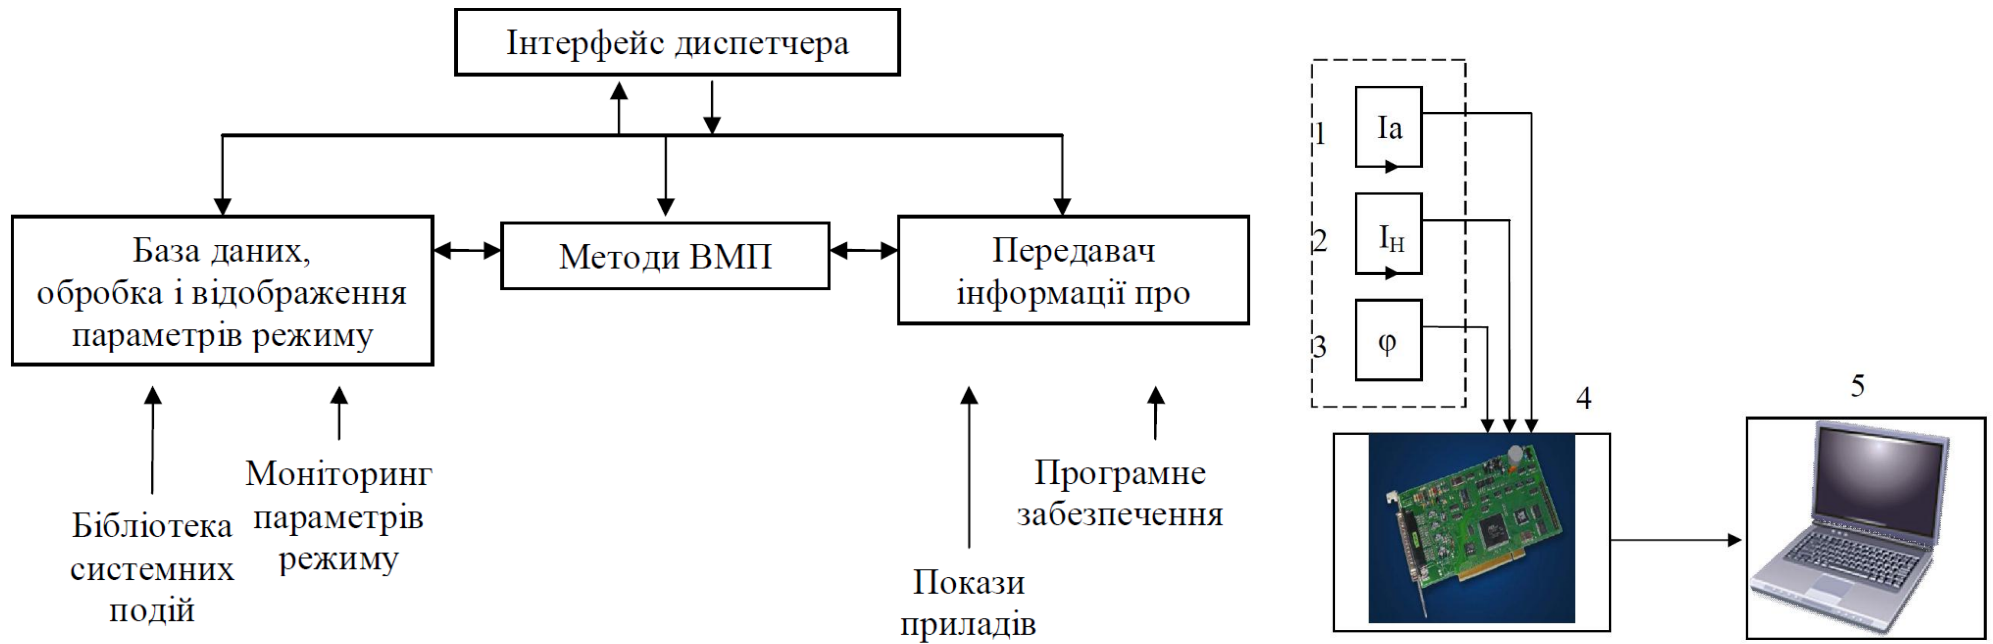 Інтерфейс диспетчера
База даних,
обробка і відображення
параметрів режиму
Методи ВМП
Передавач
інформації про
Бібліотека
системних
подій
Моніторинг
параметрів
режиму
Покази
приладів
Програмне
забезпечення
1
Ia
2
IН
3
φ
4
5